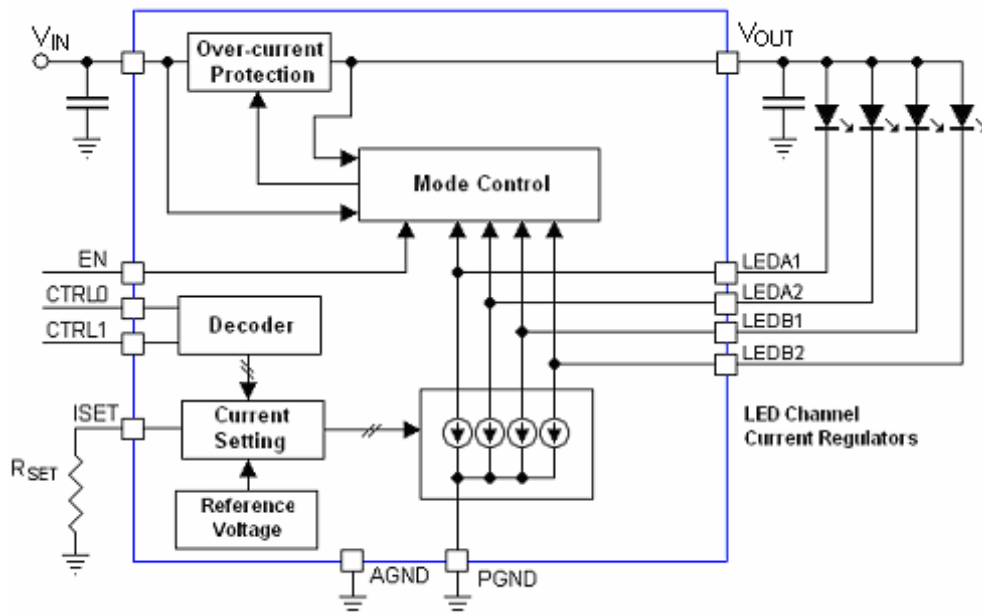 VIN
Over-current
Protection
VOUT
Mode Control
EN
CTRL0
CTRL1
Decoder
LEDA1
LEDA2
LEDB1
LEDB2
ISET
Current
Setting
LED Channel
Current Regulators
RSET
Reference
Voltage
AGND
PGND